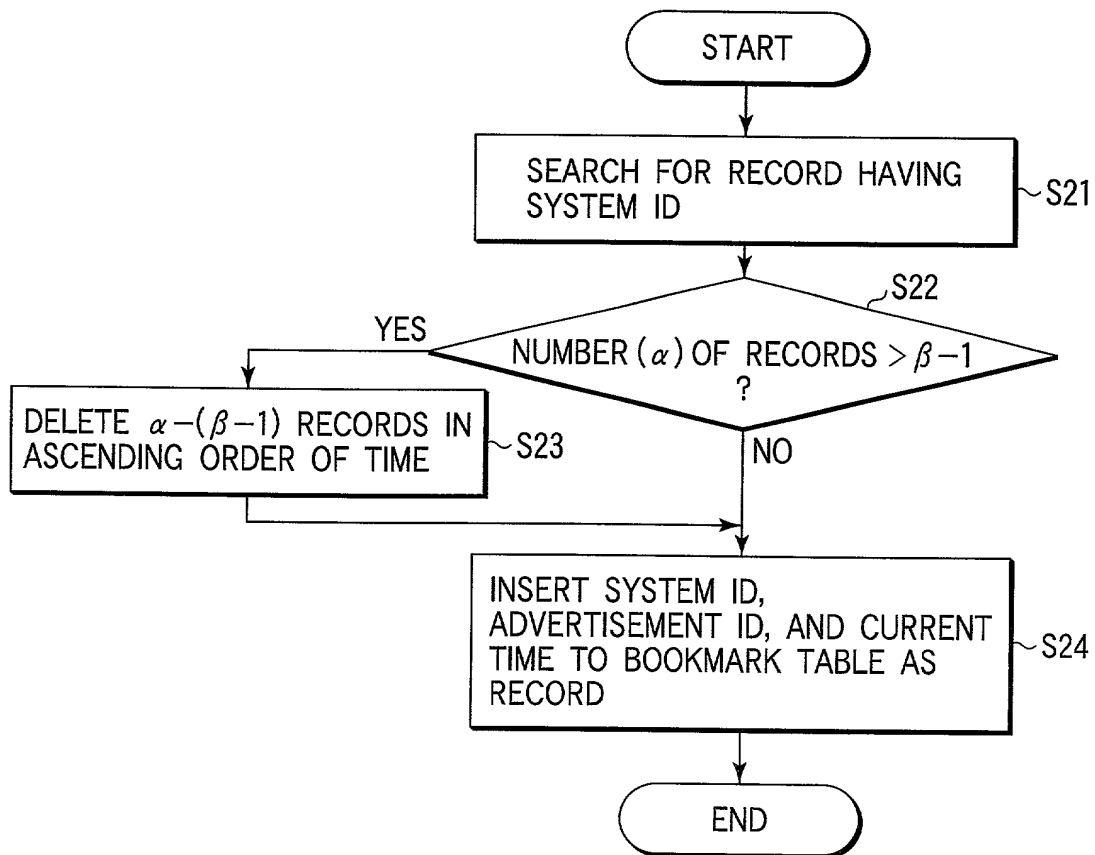 START
SEARCH FOR RECORD HAVING
SYSTEM ID
S21
S22
YES
NUMBER (α) OF RECORDS > β-1
?
DELETE α-(β-1) RECORDS IN
ASCENDING ORDER OF TIME
S23
NO
INSERT SYSTEM ID,
ADVERTISEMENT ID, AND CURRENT
TIME TO BOOKMARK TABLE AS
RECORD
S24
END